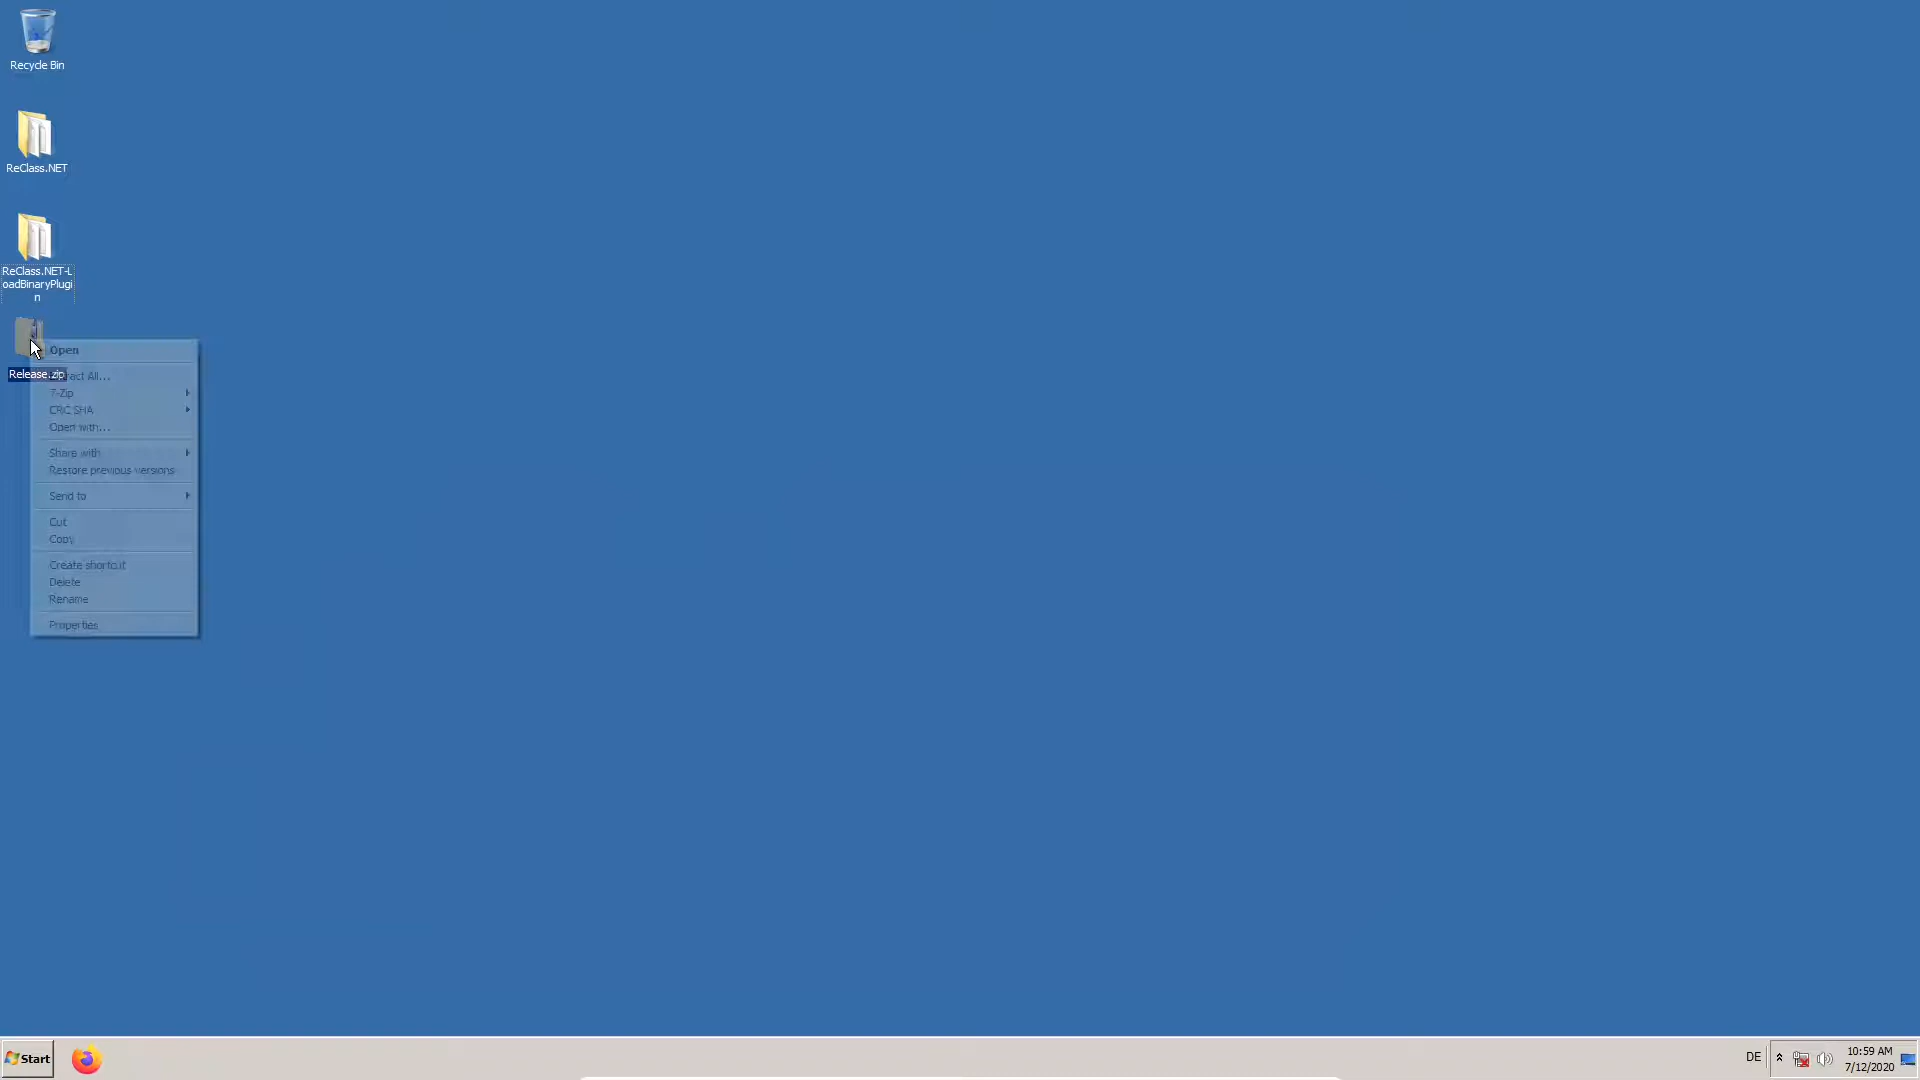 Recycle Bin
ReClass.NET
ReClass.NET-L
oadBinaryPlugi
n
Release.zip
Open
7-Zip
CRC SHA
Open with...
Share with
Restore previous versions
Send to
Cut
Copy
Create shortcut
Delete
Rename
Properties
Start
DE
10:59 AM
7/12/2020